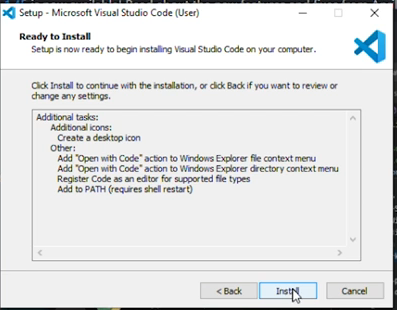 Setup - Microsoft Visual Studio Code (User)
Ready to Install
Setup is now ready to begin installing Visual Studio Code on your computer.
Click Install to continue with the installation, or click Back if you want to review or
change any settings.
Additional tasks:
Additional icons:
Create a desktop icon
Other:
Add "Open with Code" action to Windows Explorer file context menu
Add "Open with Code" action to Windows Explorer directory context menu
Register Code as an editor for supported file types
Add to PATH (requires shell restart)
< Back
Install
Cancel